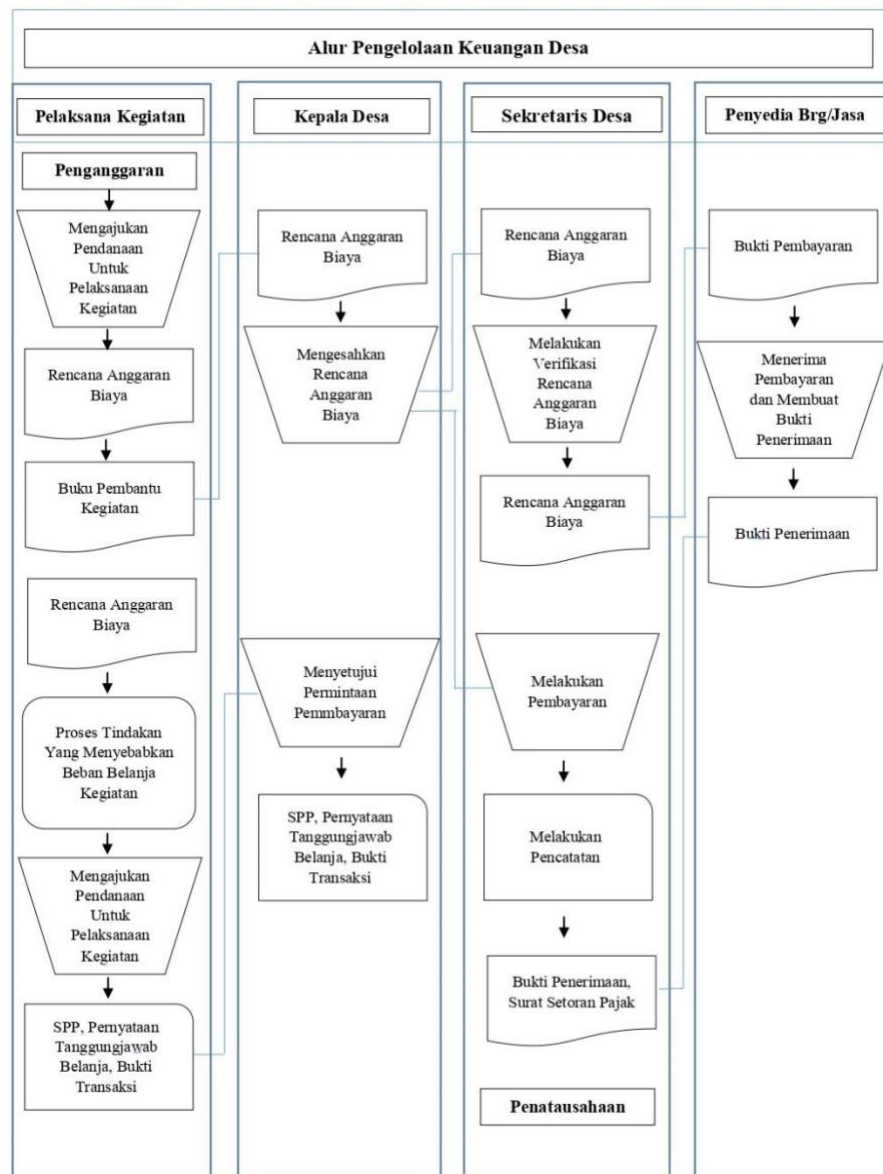 Alur Pengelolaan Keuangan Desa
Pelaksana Kegiatan
Penganggaran
Mengajukan
Pendanaan
Untuk
Pelaksanaan
Kegiatan
Rencana Anggaran
Biaya
Buku Pembantu
Kegiatan
Rencana Anggaran
Biaya
Proses Tindakan
Yang Menyebabkan
Beban Belanja
Kegiatan
Mengajukan
Pendanaan
Untuk
Pelaksanaan
Kegiatan
SPP, Pernyataan
Tanggungjawab
Belanja, Bukti
Transaksi
Kepala Desa
Rencana Anggaran
Biaya
Mengesahkan
Rencana
Anggaran
Biaya
Menyetujui
Permintaan
Pemmbayaran
SPP, Pernyataan
Tanggungjawab
Belanja, Bukti
Transaksi
Sekretaris Desa
Rencana Anggaran
Biaya
Melakukan
Verifikasi
Rencana
Anggaran
Biaya
Rencana Anggaran
Biaya
Melakukan
Pembayaran
Melakukan
Pencatatan
Bukti Penerimaan,
Surat Setoran Pajak
Penatausahaan
Penyedia Brg/Jasa
Bukti Pembayaran
Menerima
Pembayaran
dan Membuat
Bukti
Penerimaan
Bukti Penerimaan